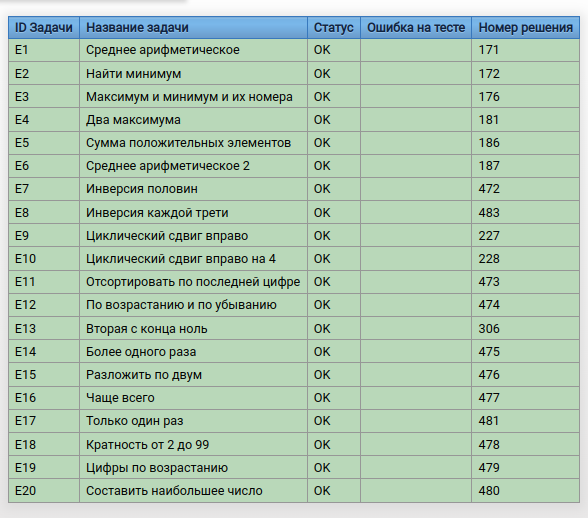 ID Задачи Название задачи Статус Ошибка на тесте Номер решения
E1 Среднее арифметическое OK 171
E2 Найти минимум OK 172
E3 Максимум и минимум и их номера OK 176
E4 Два максимума OK 181
E5 Сумма положительных элементов OK 186
E6 Среднее арифметическое 2 OK 187
E7 Инверсия половин OK 472
E8 Инверсия каждой трети OK 483
E9 Циклический сдвиг вправо OK 227
E10 Циклический сдвиг вправо на 4 OK 228
E11 Отсортировать по последней цифре OK 473
E12 По возрастанию и по убыванию OK 474
E13 Вторая с конца ноль OK 306
E14 Более одного раза OK 475
E15 Разложить по двум OK 476
E16 Чаще всего OK 477
E17 Только один раз OK 481
E18 Кратность от 2 до 99 OK 478
E19 Цифры по возрастанию OK 479
E20 Составить наибольшее число OK 480